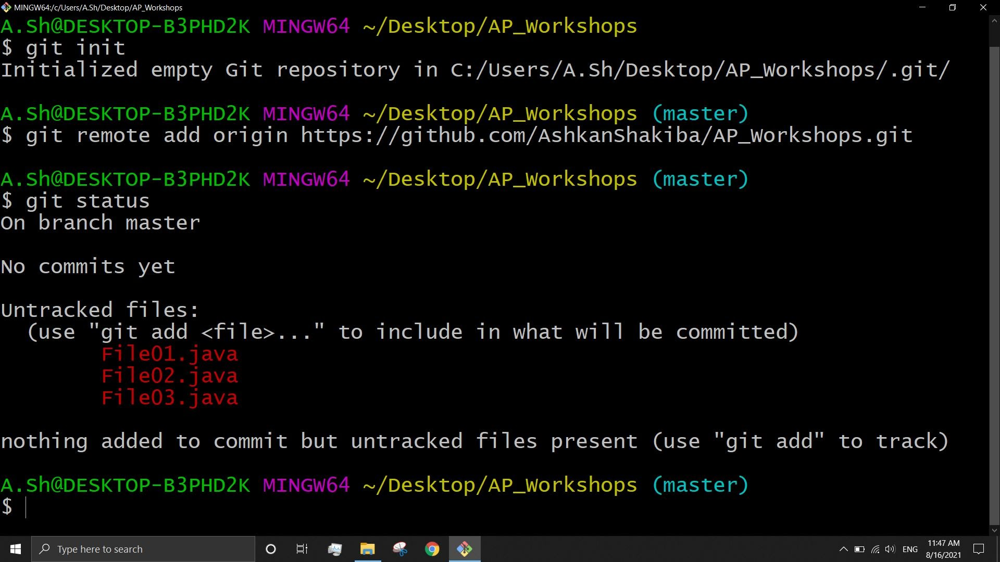 MINGW64:/c/Users/A.Sh/Desktop/AP_Workshops
A.Sh@DESKTOP-B3PHD2K MINGW64 ~/Desktop/AP_Workshops
$ git init
Initialized empty Git repository in C:/Users/A.Sh/Desktop/AP_Workshops/.git/
A.Sh@DESKTOP-B3PHD2K MINGW64 ~/Desktop/AP_Workshops (master)
$ git remote add origin https://github.com/AshkanShakiba/AP_Workshops.git
A.Sh@DESKTOP-B3PHD2K MINGW64 ~/Desktop/AP_Workshops (master)
$ git status
On branch master
No commits yet
Untracked files:
(use "git add <file>..." to include in what will be committed)
File01.java
File02.java
File03.java
nothing added to commit but untracked files present (use "git add" to track)
A.Sh@DESKTOP-B3PHD2K MINGW64 ~/Desktop/AP_Workshops (master)
$
Type here to search
ENG
11:47 AM
8/16/2021